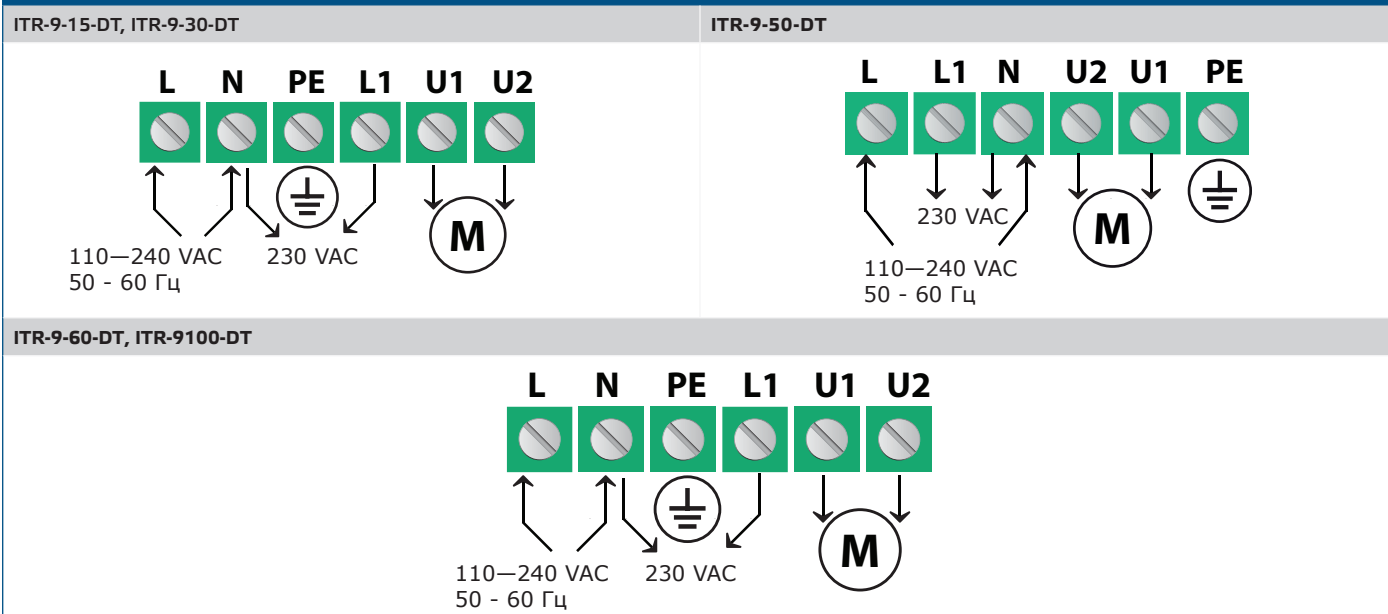 ITR-9-15-DT, ITR-9-30-DT
L N PE L1 U1 U2
M
110—240 VAC 230 VAC
50 - 60 Гц
ITR-9-50-DT
L L1 N U2 U1 PE
230 VAC
M
110—240 VAC
50 - 60 Гц
ITR-9-60-DT, ITR-9100-DT
L N PE L1 U1 U2
M
110—240 VAC 230 VAC
50 - 60 Гц